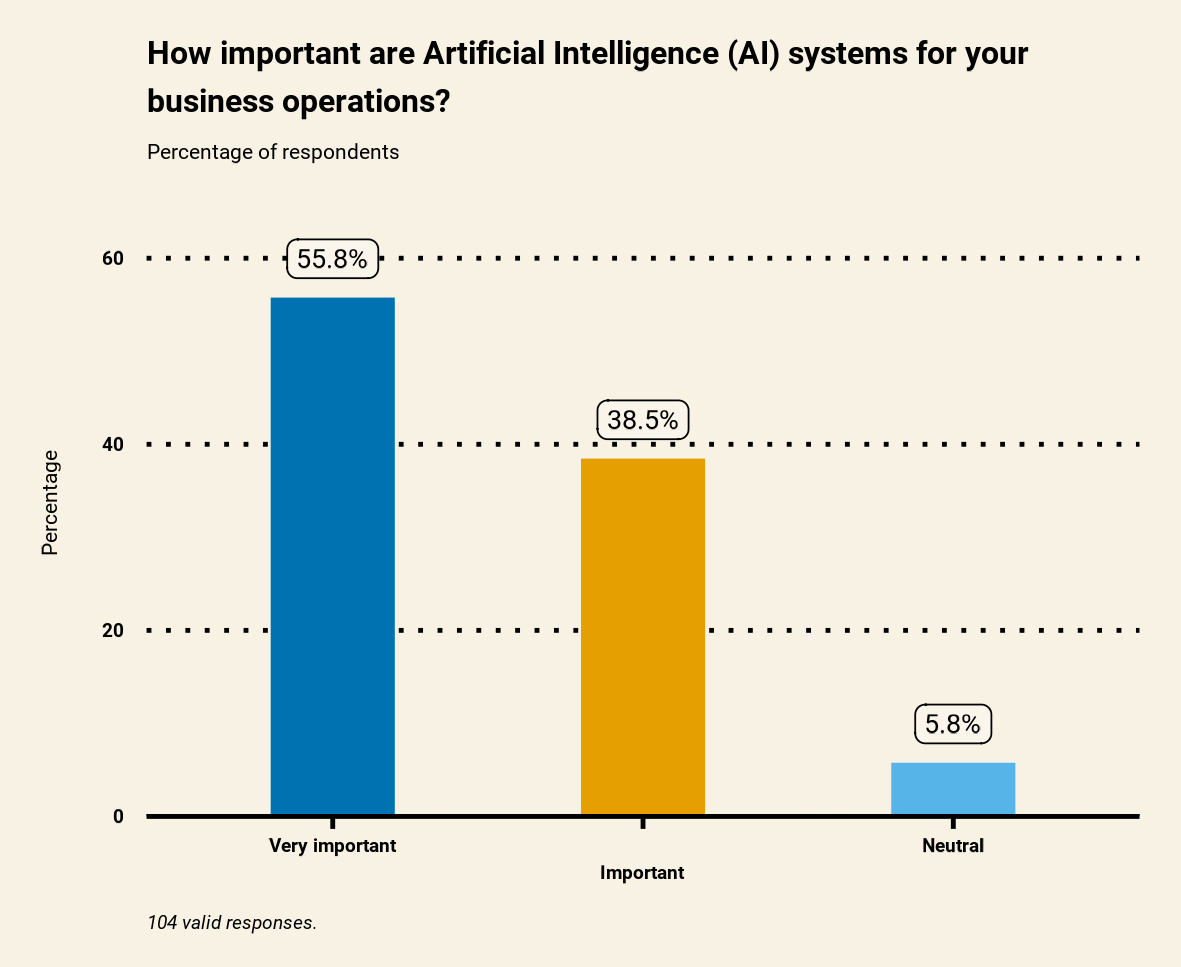 How important are Artificial Intelligence (AI) systems for your
business operations?
Percentage of respondents
60
55.8%
38.5%
40
Percentage
20
5.8%
0
Very important
Neutral
Important
104 valid responses.